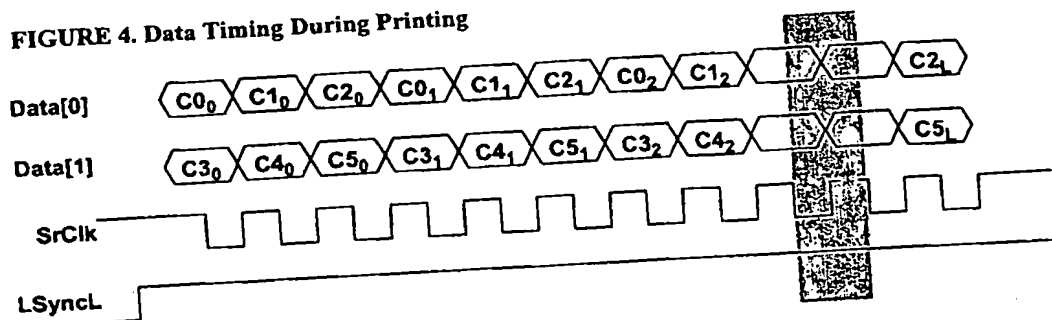 FIGURE 4. Data Timing During Printing
Data[0] C0₀ C1₀ C2₀ C0₁ C1₁ C2₁ C0₂ C1₂ C2L
Data[1] C3₀ C4₀ C5₀ C3₁ C4₁ C5₁ C3₂ C4₂ C5L
SrClk
LSyncL